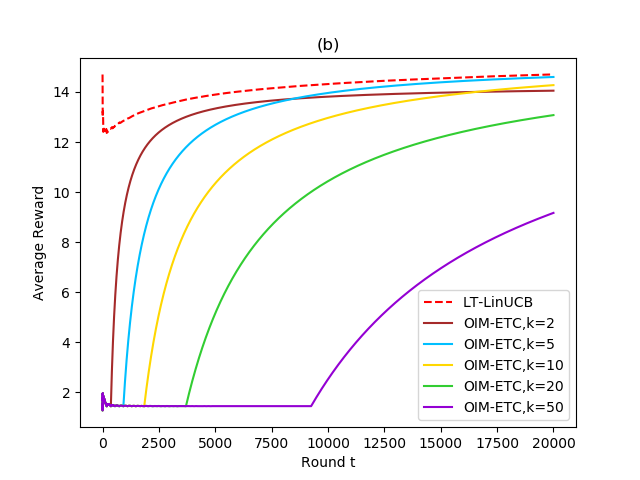 (b)
Average Reward
14
12
10
8
6
4
2
LT-LinUCB
OIM-ETC,k=2
OIM-ETC,k=5
OIM-ETC,k=10
OIM-ETC,k=20
OIM-ETC,k=50
0 2500 5000 7500 10000 12500 15000 17500 20000
Round t